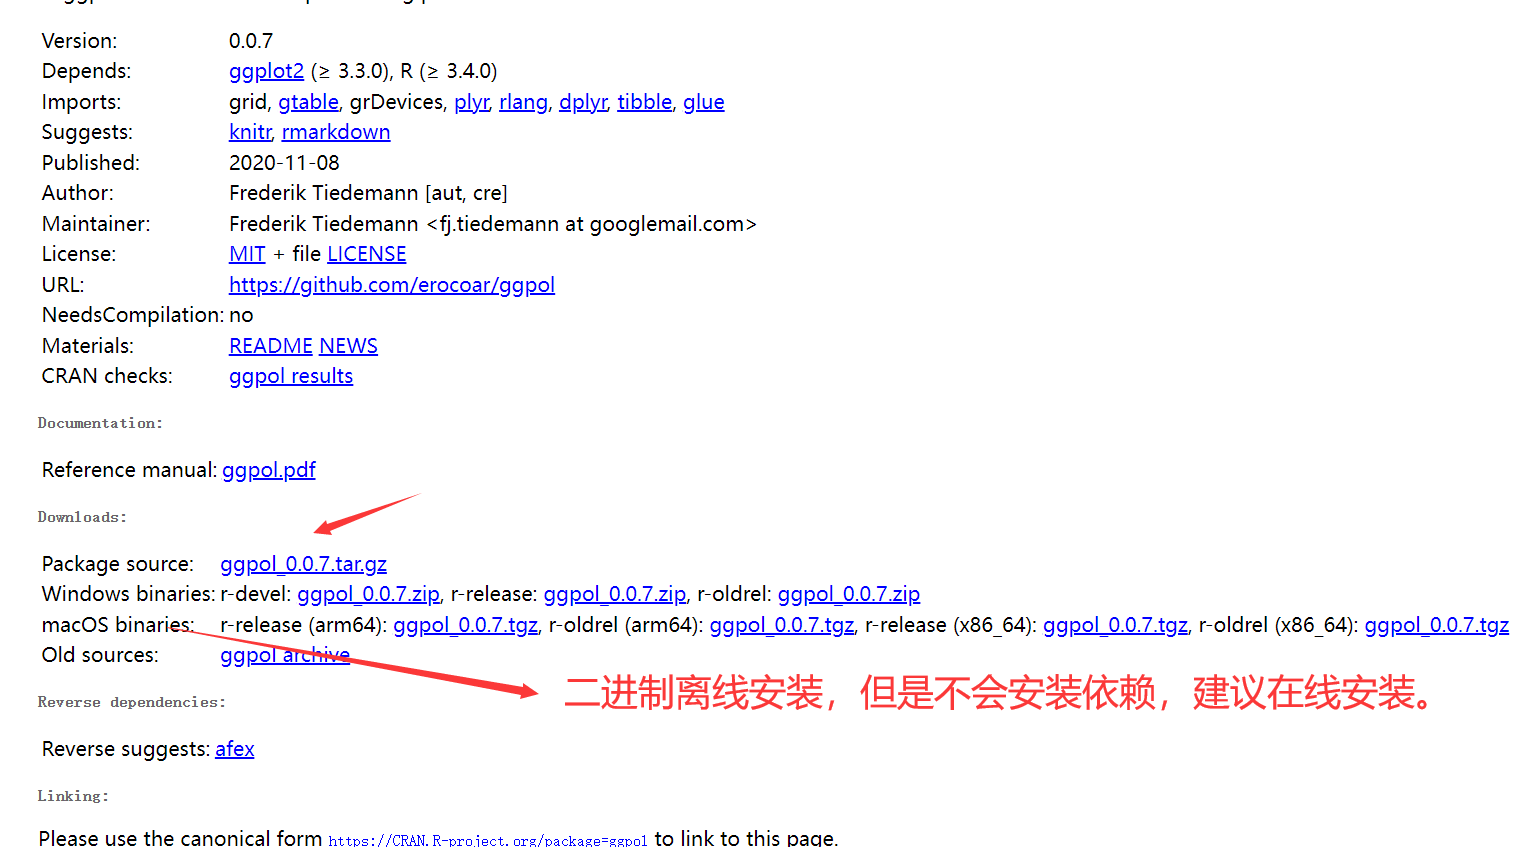 Version: 0.0.7
Depends: ggplot2 (≥ 3.3.0), R (≥ 3.4.0)
Imports: grid, gtable, grDevices, plyr, rlang, dplyr, tibble, glue
Suggests: knitr, rmarkdown
Published: 2020-11-08
Author: Frederik Tiedemann [aut, cre]
Maintainer: Frederik Tiedemann <fj.tiedemann at googlemail.com>
License: MIT + file LICENSE
URL: https://github.com/erocoar/ggpol
NeedsCompilation: no
Materials: README NEWS
CRAN checks: ggpol results
Documentation:
Reference manual: ggpol.pdf
Downloads:
Package source: ggpol_0.0.7.tar.gz
Windows binaries: r-devel: ggpol_0.0.7.zip, r-release: ggpol_0.0.7.zip, r-oldrel: ggpol_0.0.7.zip
macOS binaries: r-release (arm64): ggpol_0.0.7.tgz, r-oldrel (arm64): ggpol_0.0.7.tgz, r-release (x86_64): ggpol_0.0.7.tgz, r-oldrel (x86_64): ggpol_0.0.7.tgz
Old sources: ggpol archive
二进制离线安装，但是不会安装依赖，建议在线安装。
Reverse dependencies:
Reverse suggests: afex
Linking:
Please use the canonical form https://CRAN.R-project.org/package=ggpol to link to this page.